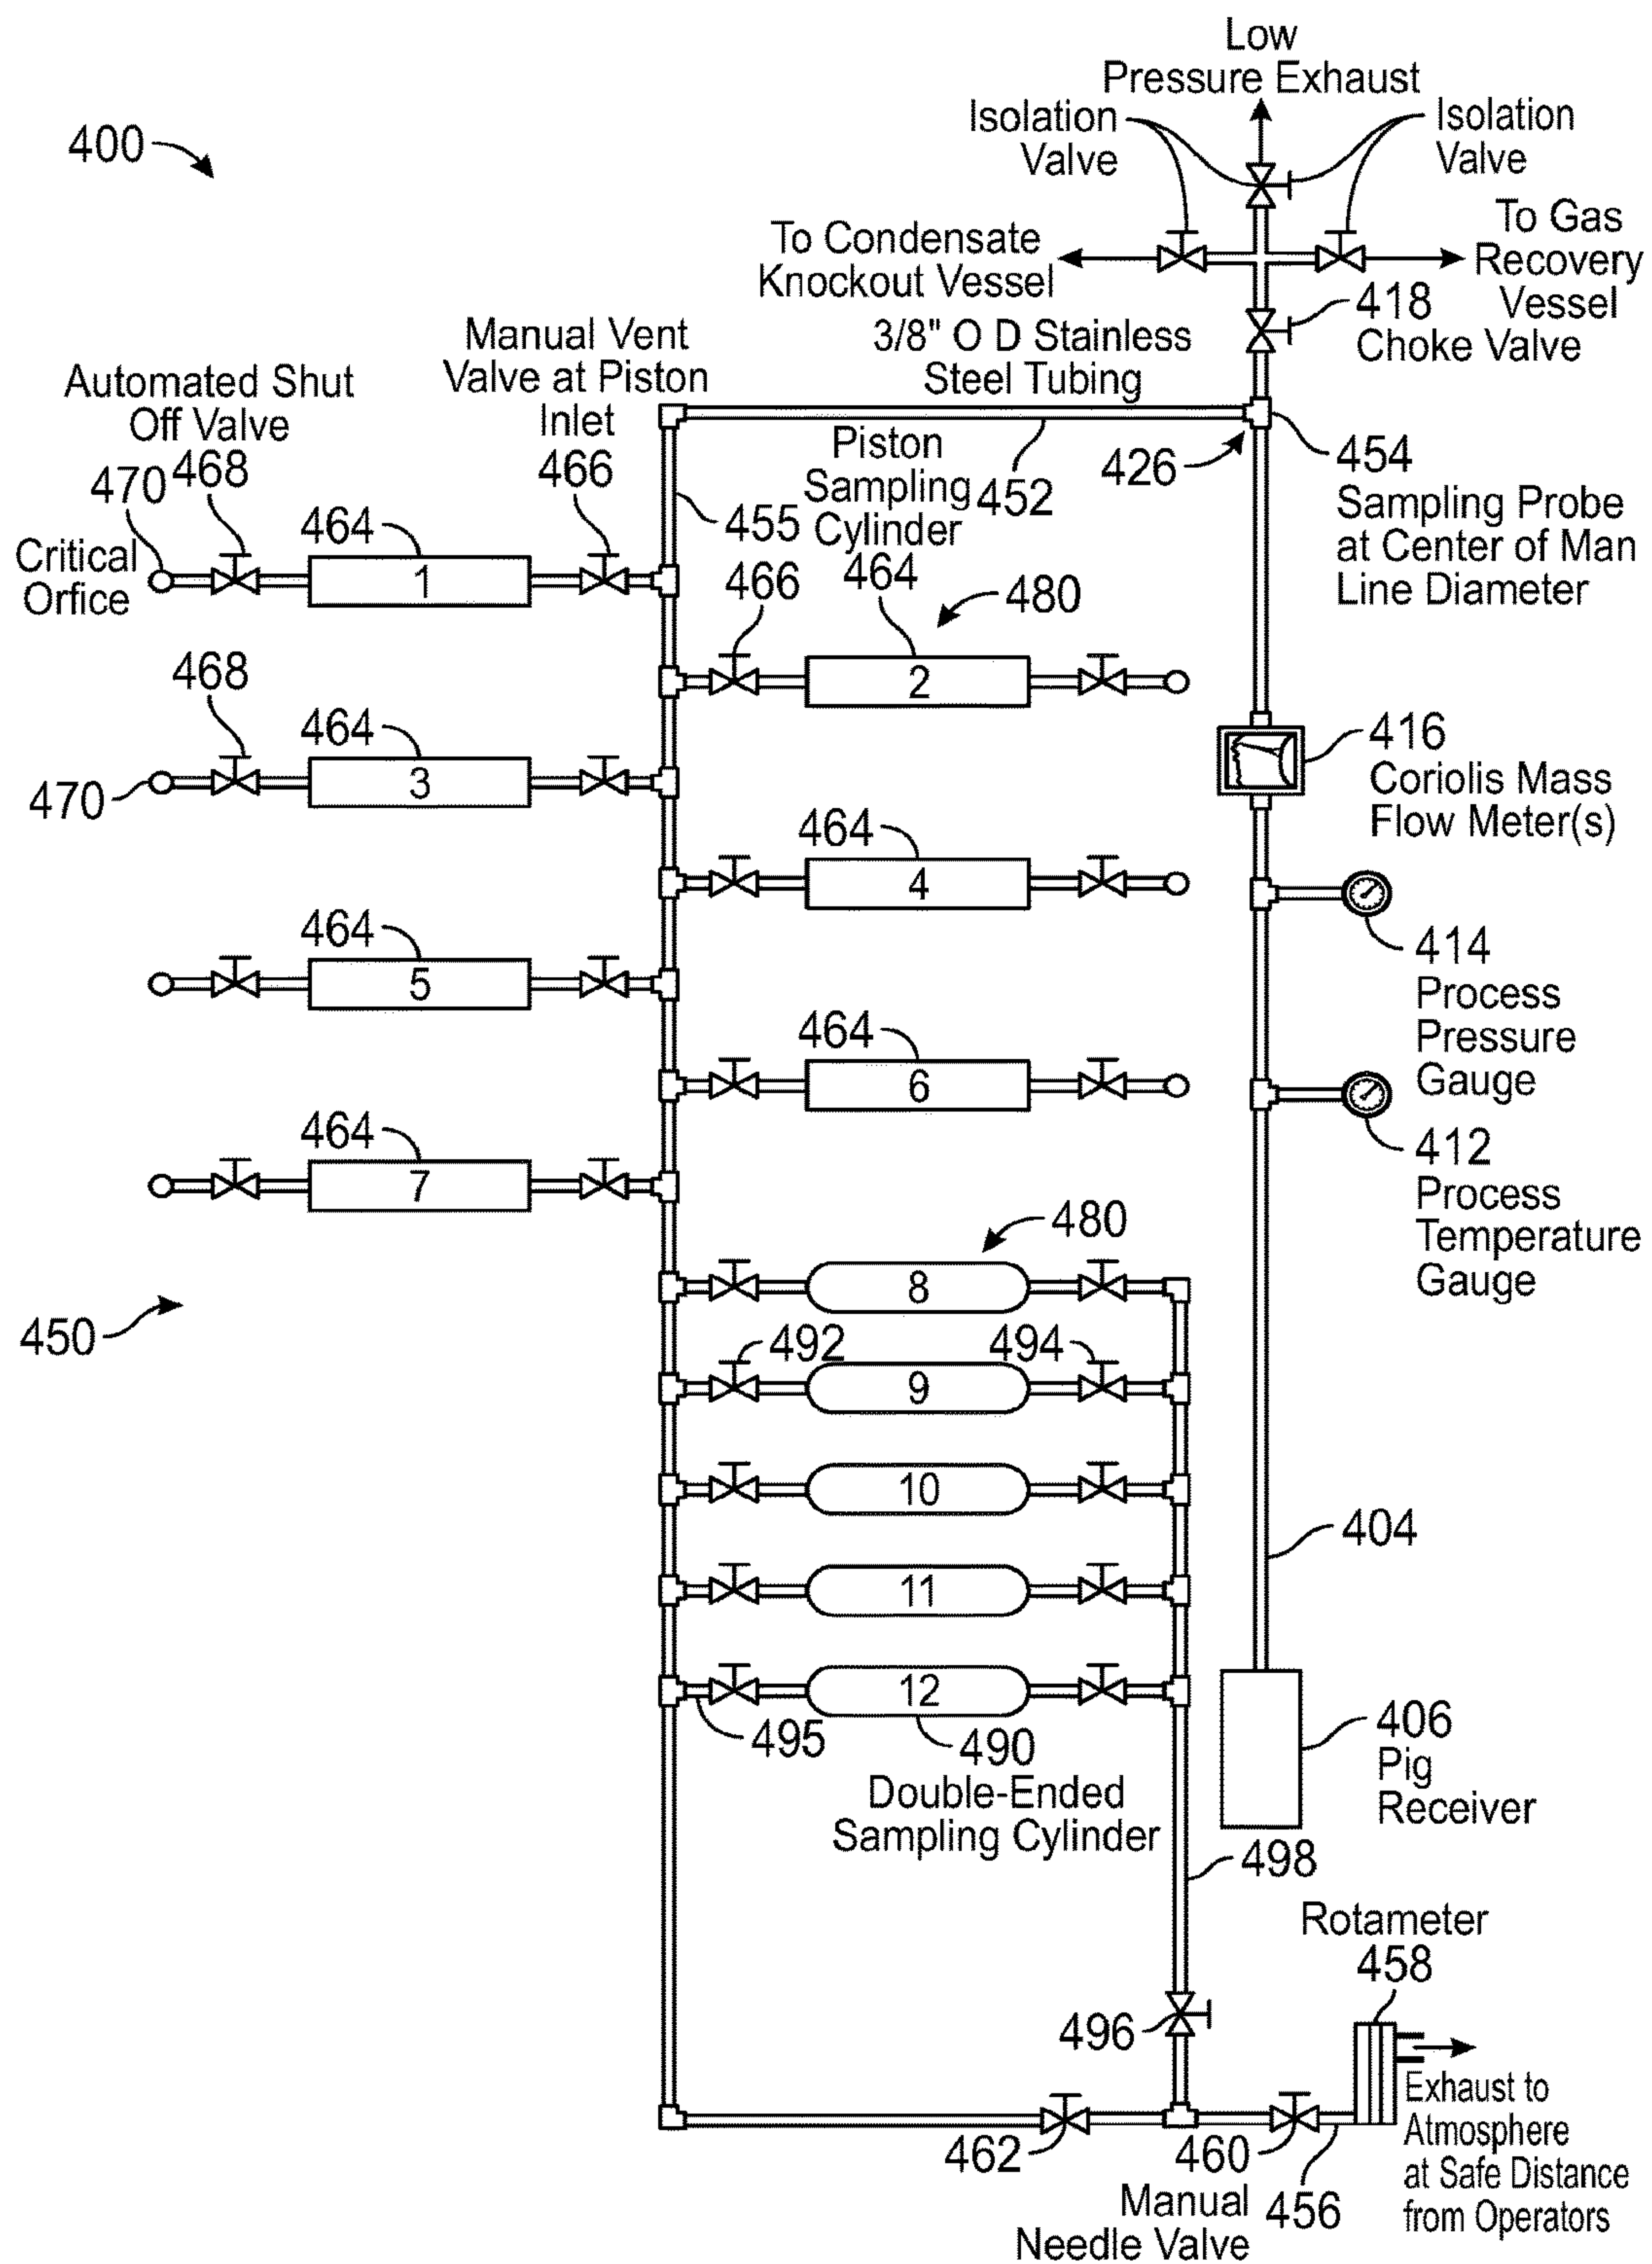 400
Low
Pressure Exhaust
Isolation
Valve
Isolation
Valve
To Condensate
Knockout Vessel
To Gas
Recovery
Vessel
418
Choke Valve
3/8" O D Stainless
Steel Tubing
Manual Vent
Valve at Piston
Inlet
466
Automated Shut
Off Valve
468
470
Critical
Orfice
464
1
455
Piston
Sampling
Cylinder
452
426
454
Sampling Probe
at Center of Man
Line Diameter
466
464
480
2
468
464
3
470
416
Coriolis Mass
Flow Meter(s)
464
4
414
Process
Pressure
Gauge
464
5
464
6
412
Process
Temperature
Gauge
464
7
480
8
450
492
494
9
10
404
11
12
495
490
Double-Ended
Sampling Cylinder
406
Pig
Receiver
498
Rotameter
458
496
Exhaust to
Atmosphere
at Safe Distance
from Operators
462
460
Manual
Needle Valve
456